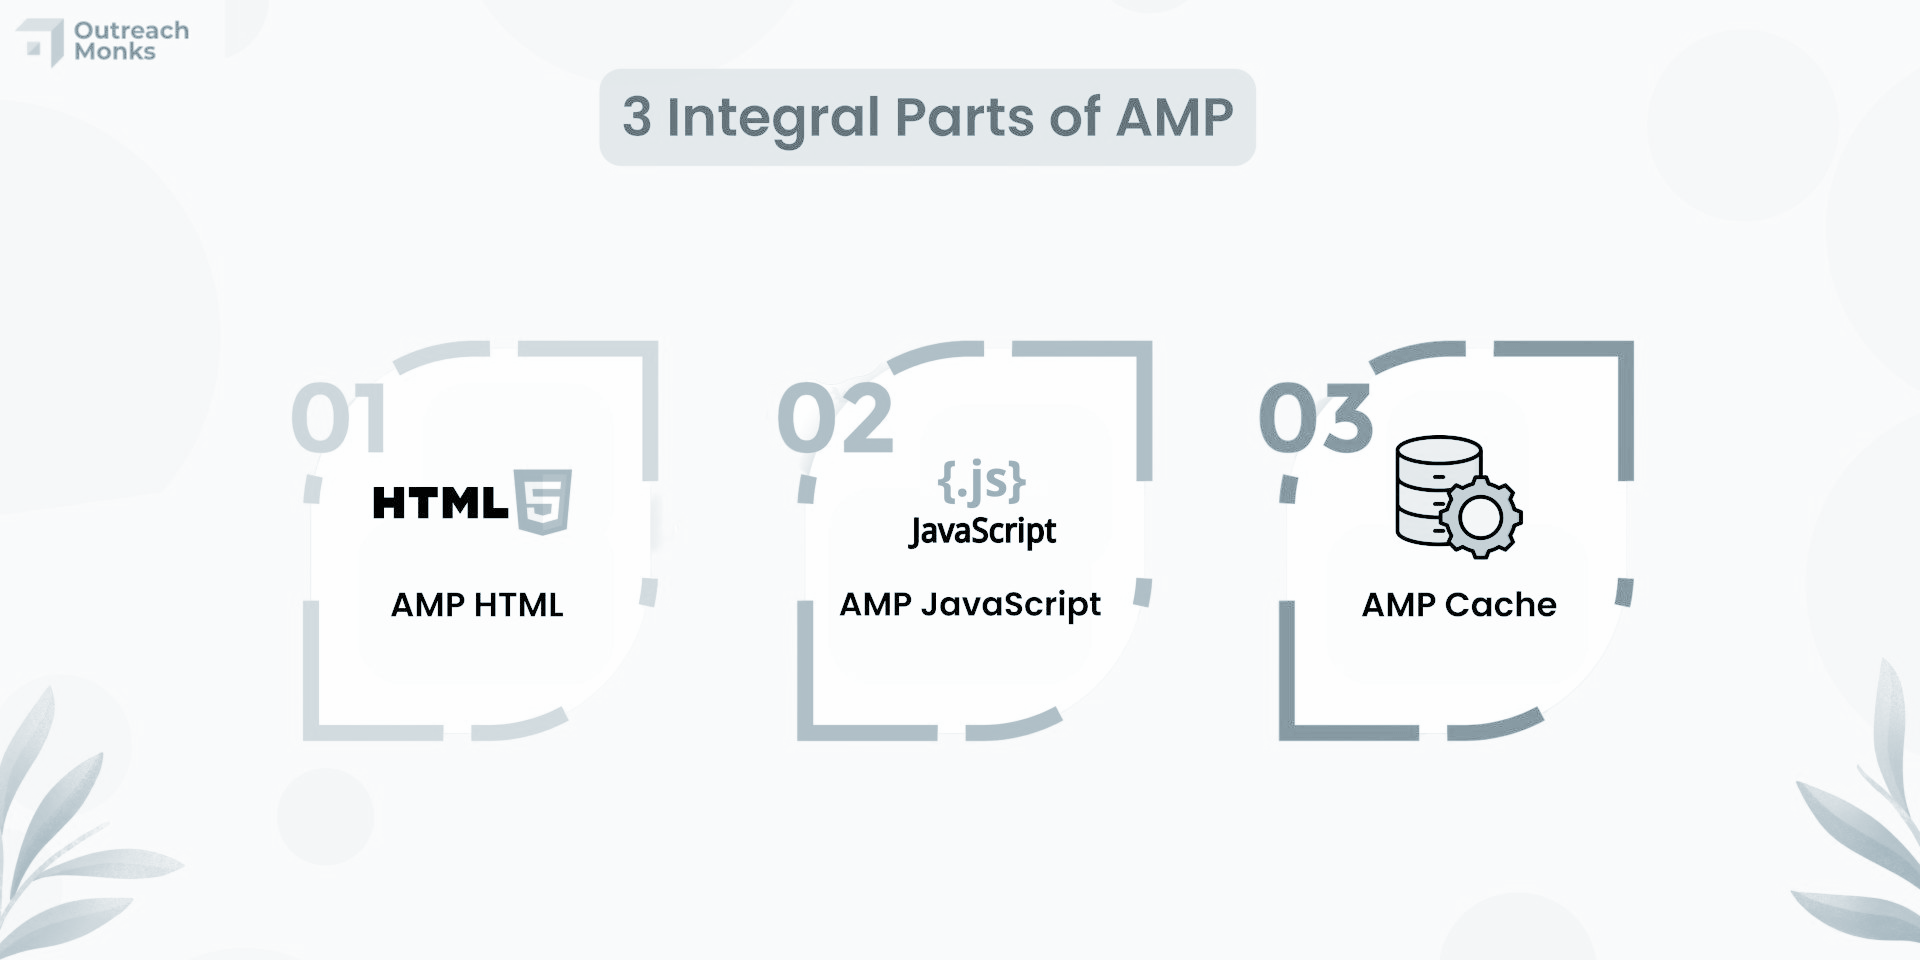 Outreach
Monks
3 Integral Parts of AMP
01
HTML 5
AMP HTML
02
{.js}
JavaScript
AMP JavaScript
03
AMP Cache